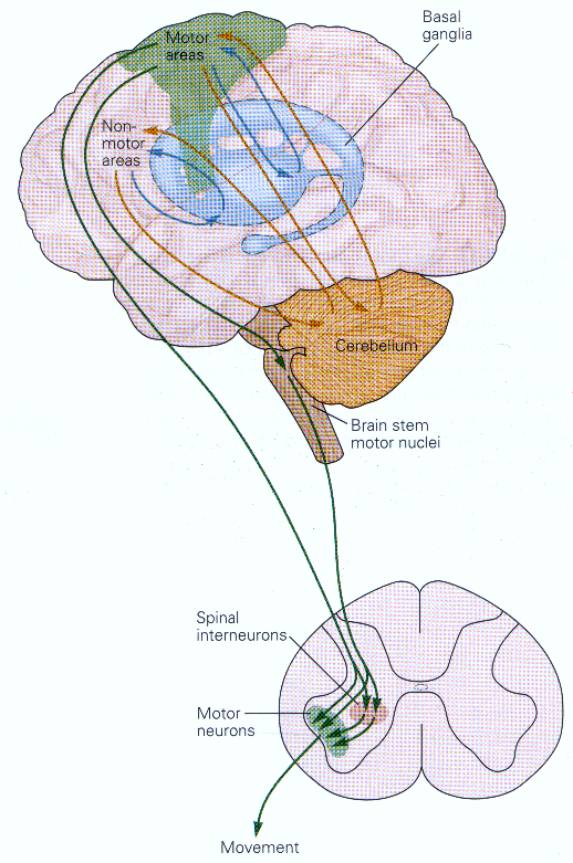 Basal
ganglia
Motor
areas
Non-
motor
areas
Cerebellum
Brain stem
motor nuclei
Spinal
interneurons
Motor
neurons
Movement